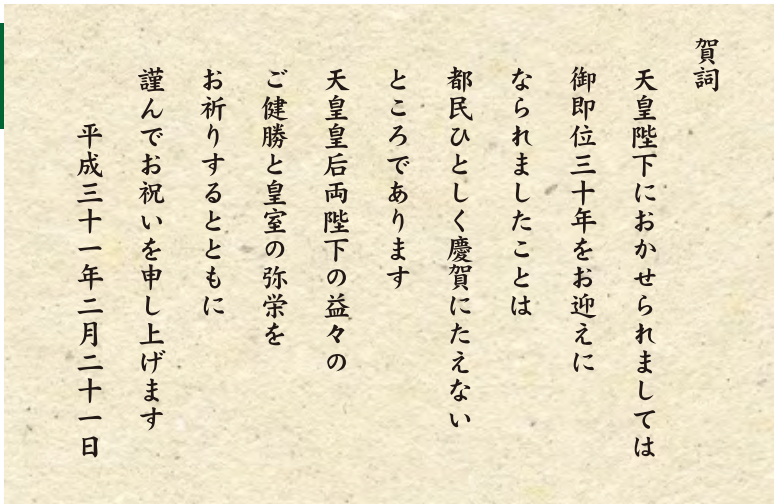 賀詞
天皇陛下におかせられましては
御即位三十年をお迎えに
なられましたことは
都民ひとしく慶賀にたえない
ところであります
天皇皇后両陛下の益々の
ご健勝と皇室の弥栄を
お祈りするとともに
謹んでお祝いを申し上げます
平成三十一年二月二十一日